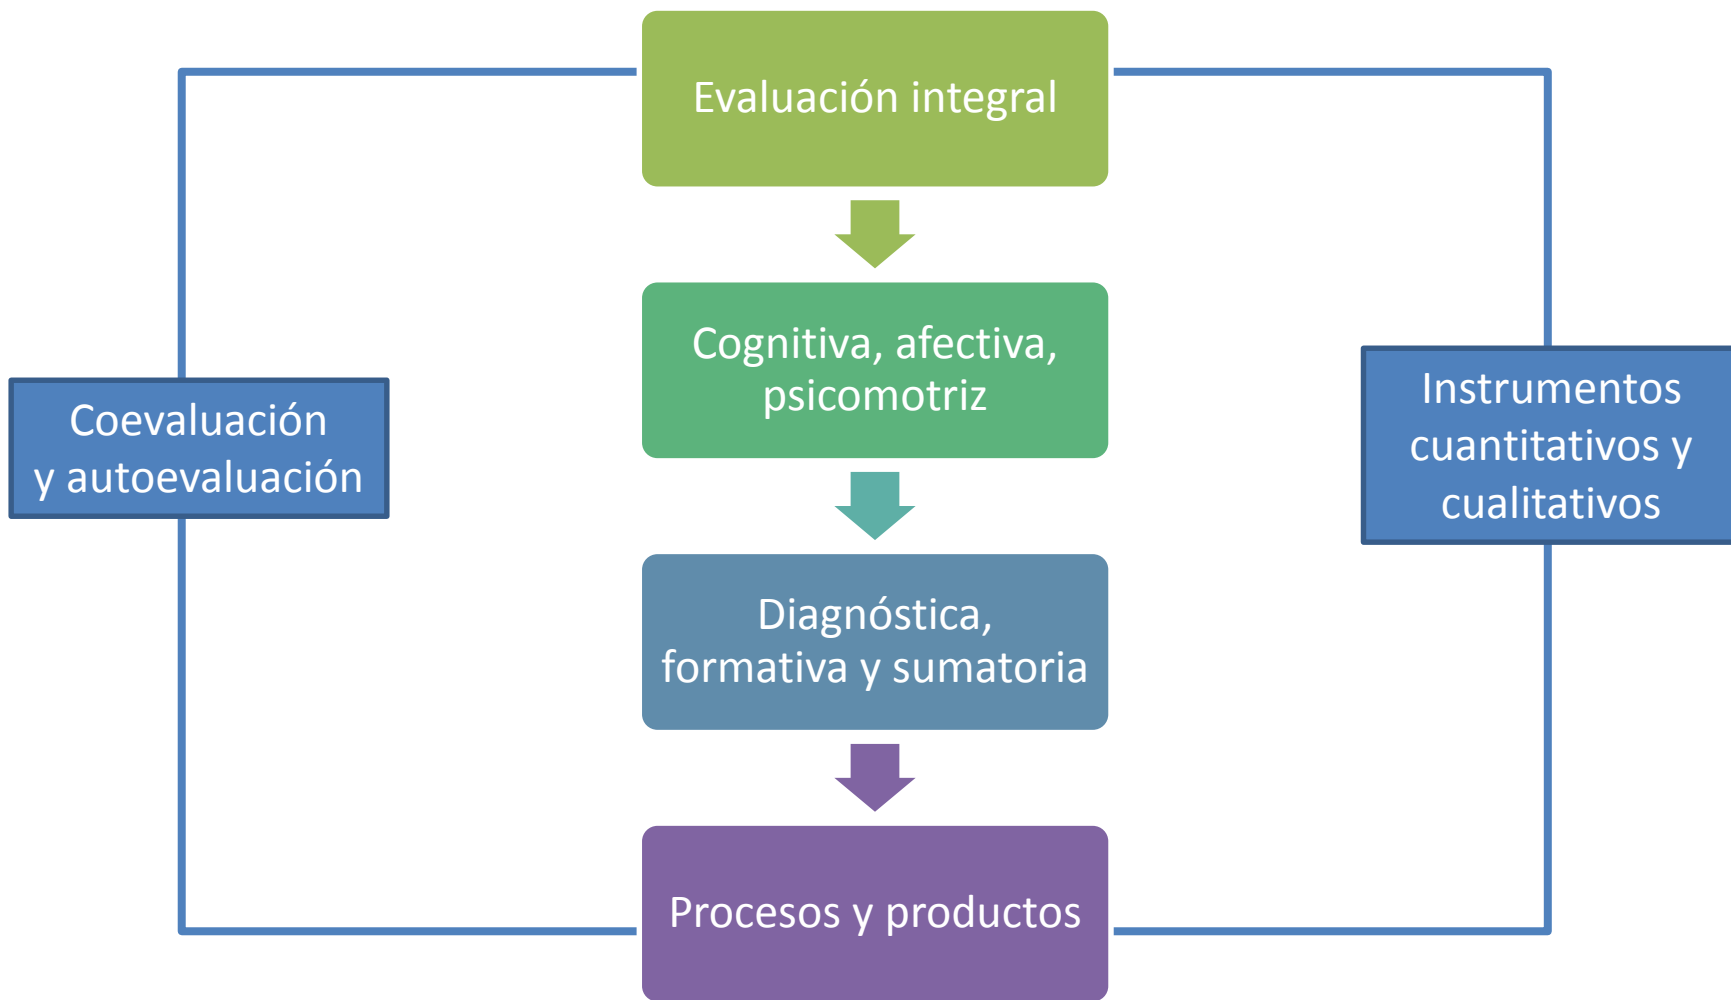 Evaluación integral
Cognitiva, afectiva,
psicomotriz
Coevaluación
y autoevaluación
Instrumentos
cuantitativos y
cualitativos
Diagnóstica,
formativa y sumatoria
Procesos y productos